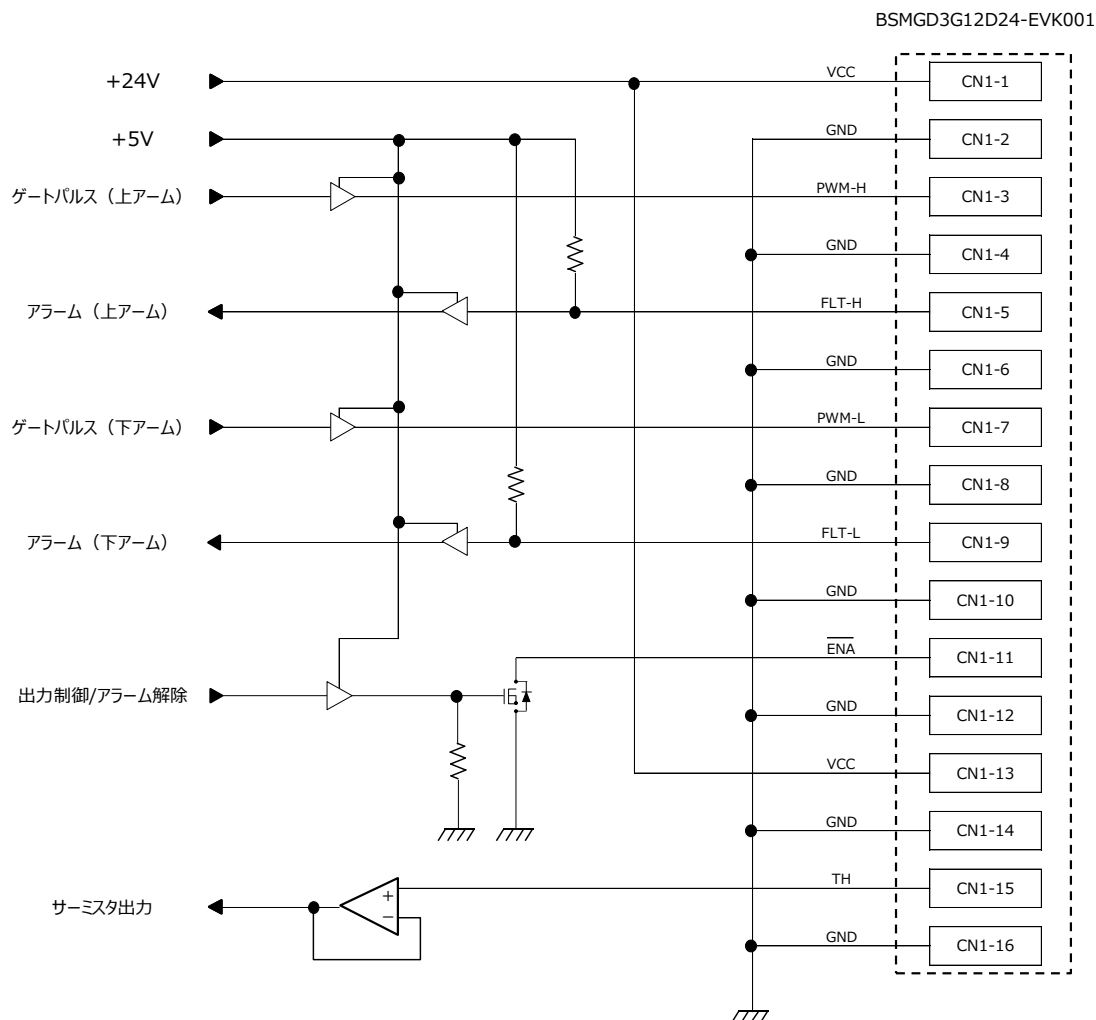 BSMGD3G12D24-EVK001
+24V
VCC
CN1-1
+5V
GND
CN1-2
ゲートパルス（上アーム）
PWM-H
CN1-3
GND
CN1-4
アラーム（上アーム）
FLT-H
CN1-5
GND
CN1-6
ゲートパルス（下アーム）
PWM-L
CN1-7
GND
CN1-8
アラーム（下アーム）
FLT-L
CN1-9
GND
CN1-10
ENA
CN1-11
出力制御/アラーム解除
GND
CN1-12
VCC
CN1-13
GND
CN1-14
TH
CN1-15
サーミスタ出力
+
−
GND
CN1-16